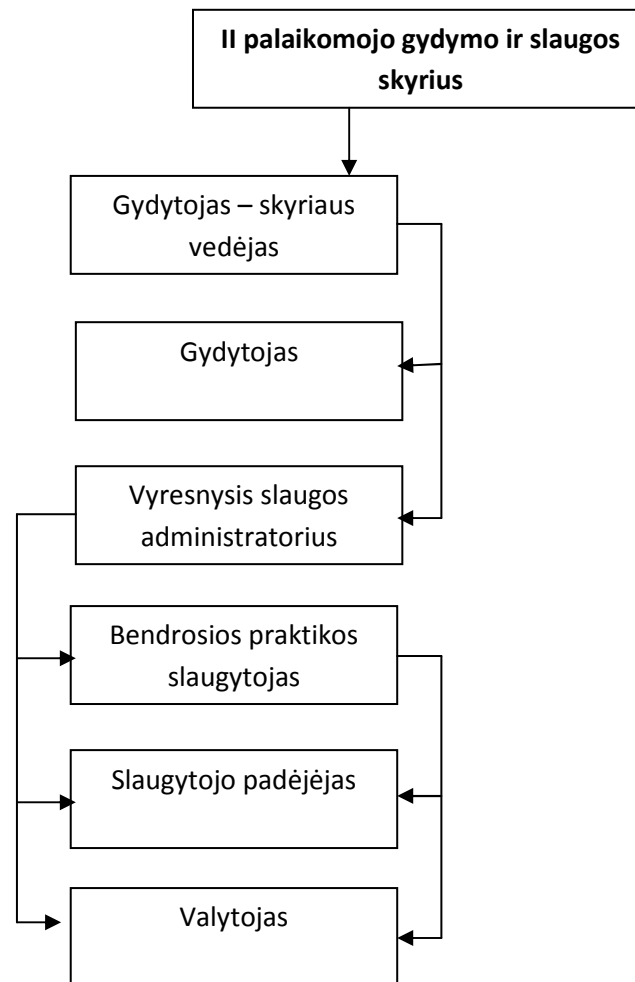 II palaikomojo gydymo ir slaugos
skyrius
Gydytojas – skyriaus
vedėjas
Gydytojas
Vyresnysis slaugos
administratorius
Bendrosios praktikos
slaugytojas
Slaugytojo padėjėjas
Valytojas